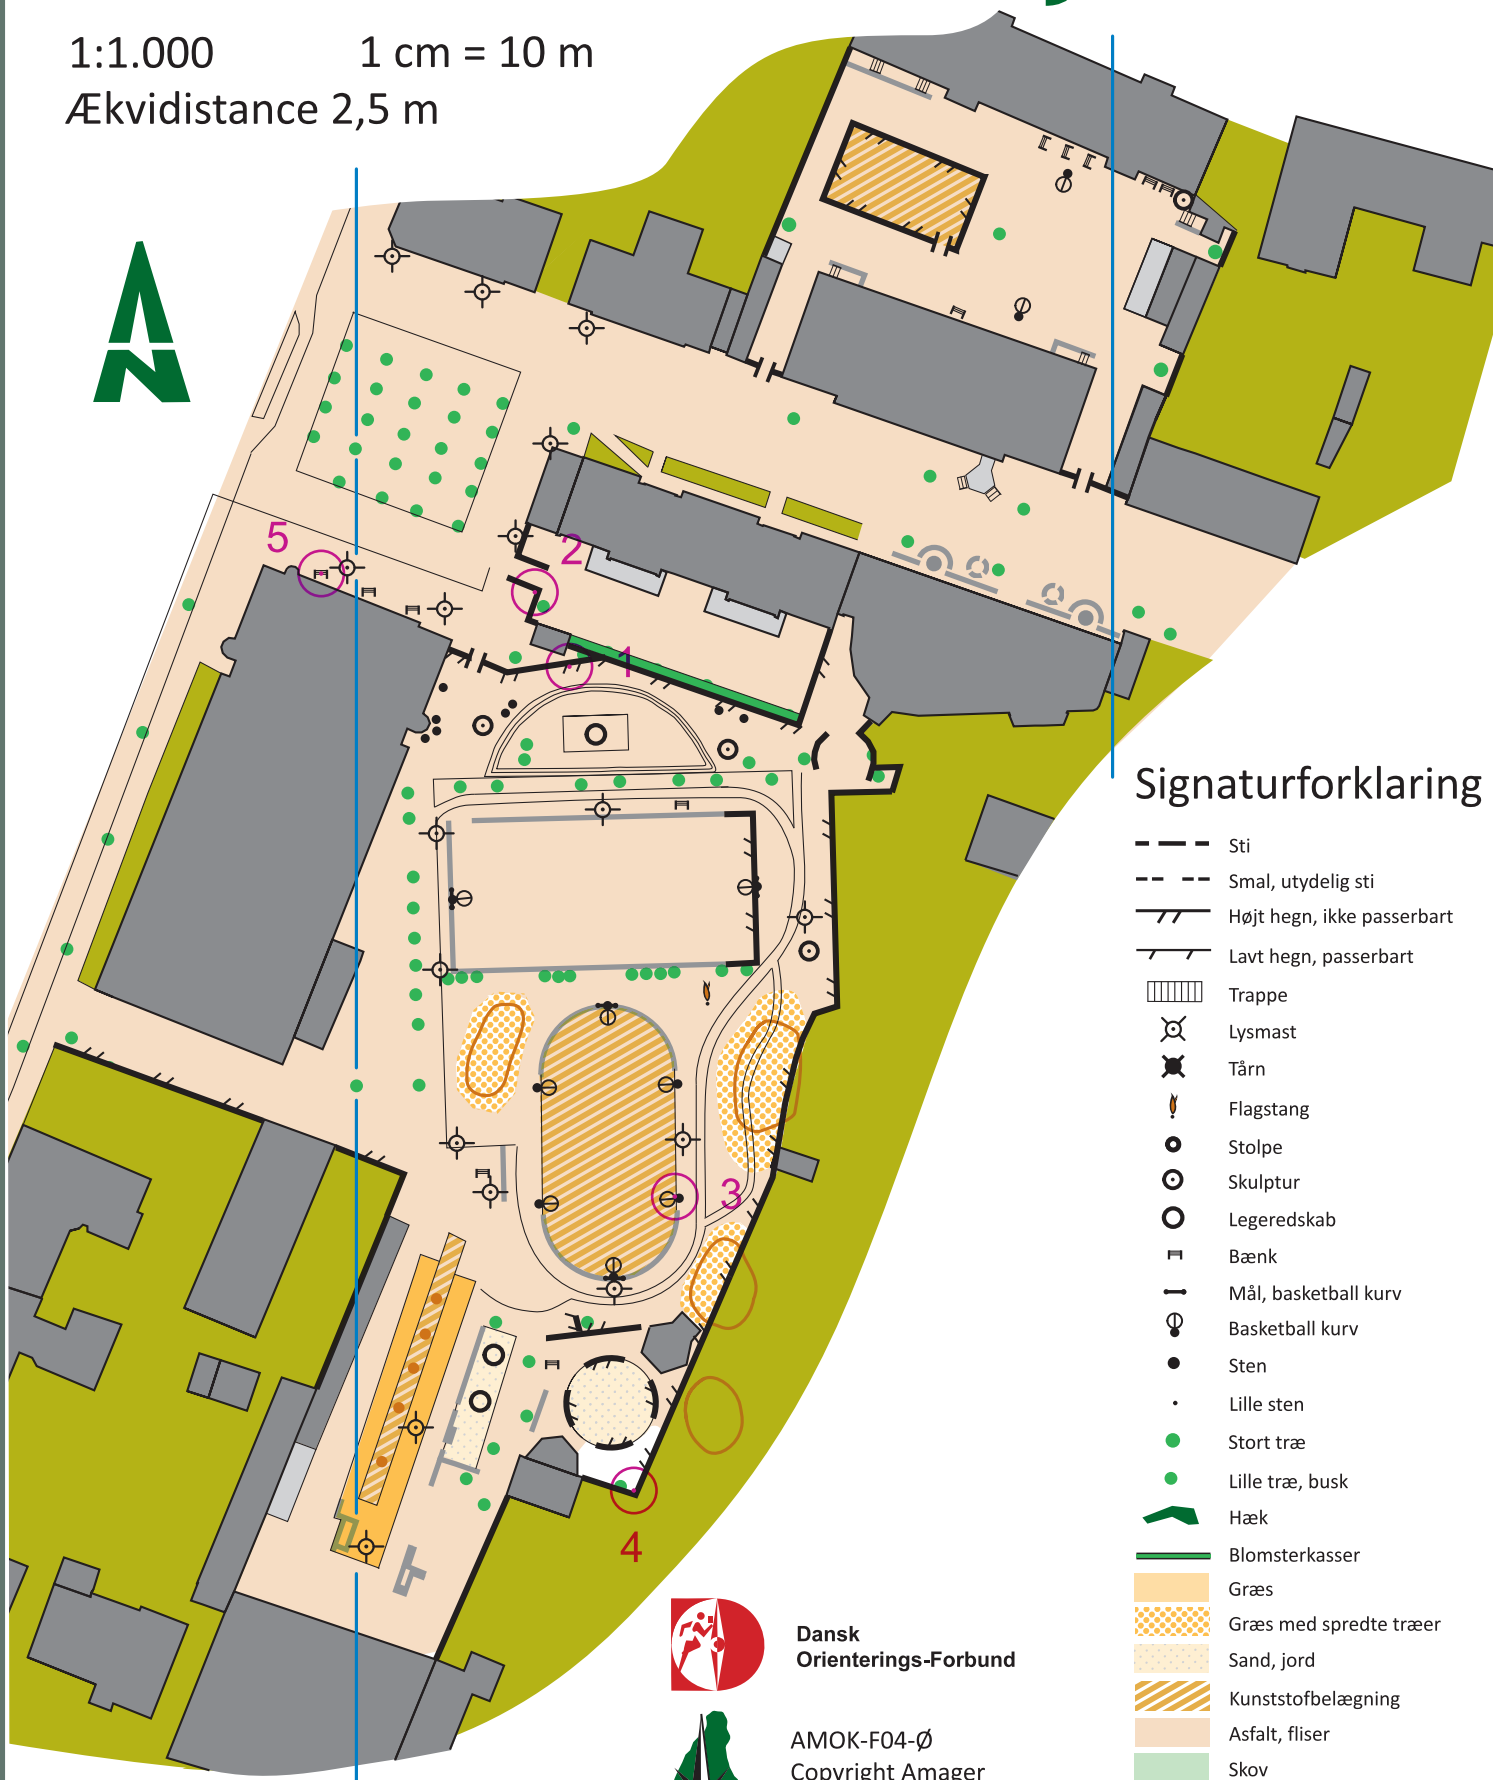 1:1.000 1 cm = 10 m
Ækvidistance 2,5 m
5
2
1
3
4
Signaturforklaring
Sti
Smal, utydelig sti
Højt hegn, ikke passerbart
Lavt hegn, passerbart
Trappe
Lysmast
Tårn
Flagstang
Stolpe
Skulptur
Legeredskab
Bænk
Mål, basketball kurv
Basketball kurv
Sten
Lille sten
Stort træ
Lille træ, busk
Hæk
Blomsterkasser
Græs
Græs med spredte træer
Sand, jord
Kunststofbelægning
Asfalt, fliser
Skov
Dansk
Orienterings-Forbund
AMOK-F04-Ø
Copyright Amager